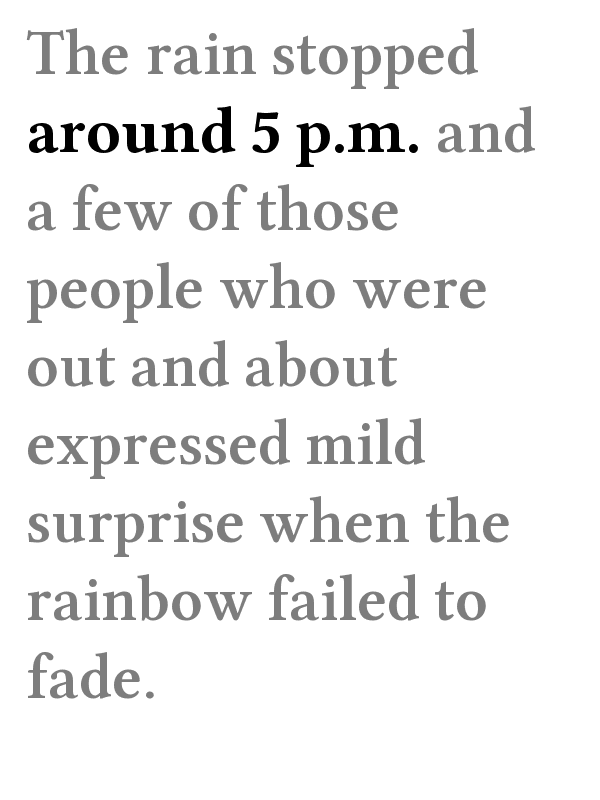 The rain stopped
around 5 p.m. and
a few of those
people who were
out and about
expressed mild
surprise when the
rainbow failed to
fade.